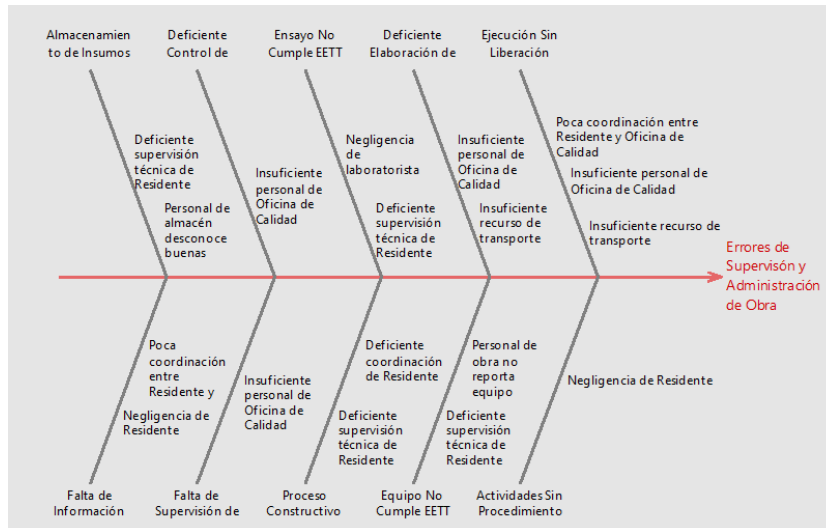 Almacenamien
to de Insumos
Deficiente
Control de
Ensayo No
Cumple EETT
Deficiente
Elaboración de
Ejecución Sin
Liberación
Deficiente
supervisión
técnica de
Residente
Personal de
almacén
desconoce
buenas
Insuficiente
personal de
Oficina de
Calidad
Negligencia
de
laboratorista
Deficiente
supervisión
técnica de
Residente
Insuficiente
personal de
Oficina de
Calidad
Insuficiente
recurso de
transporte
Poca coordinación entre
Residente y Oficina de
Calidad
Insuficiente personal de
Oficina de Calidad
Insuficiente recurso de
transporte
Errores de
Supervisón y
Administración
de Obra
Poca
coordinación
entre
Residente y
Negligencia de
Residente
Insuficiente
personal de
Oficina de
Calidad
Deficiente
coordinación
de Residente
Deficiente
supervisión
técnica de
Residente
Personal de
obra no
reporta
equipo
Deficiente
supervisión
técnica de
Residente
Negligencia de Residente
Falta de
Información
Falta de
Supervisión de
Proceso
Constructivo
Equipo No
Cumple EETT
Actividades Sin
Procedimiento